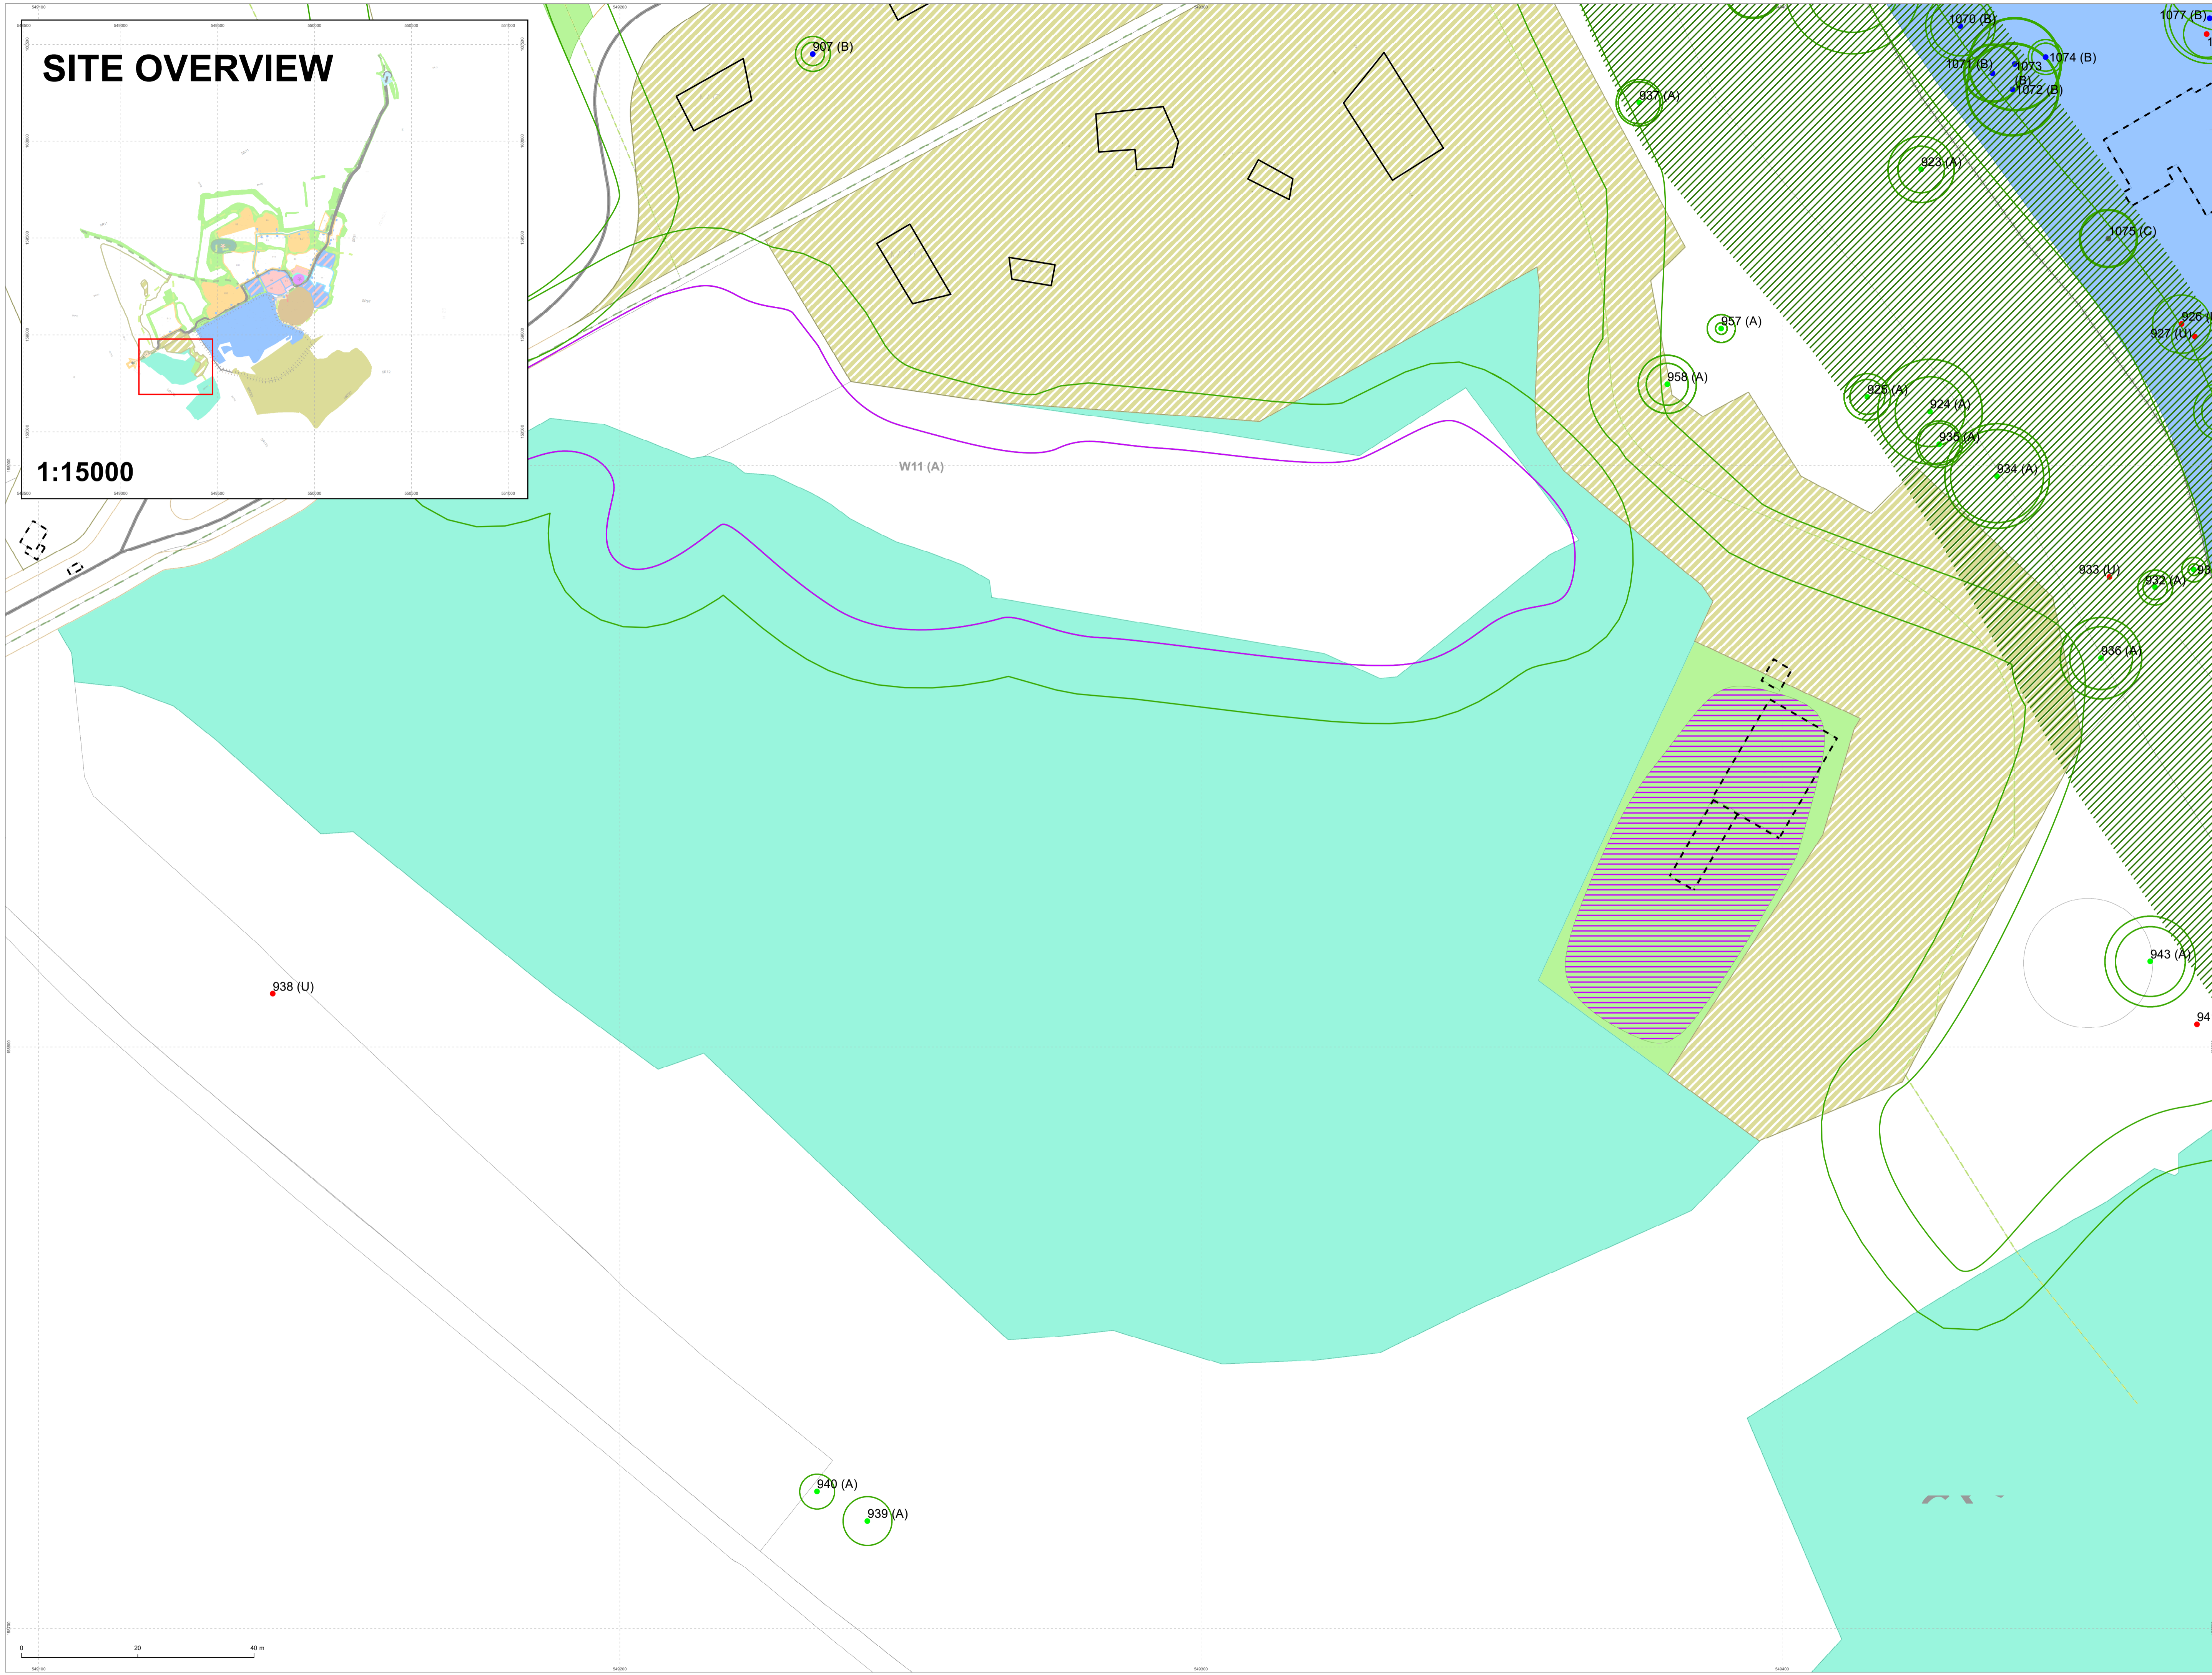 SITE OVERVIEW
1:15000
907 (B)
937 (A)
1070 (B)
1077 (B)
1071 (B)
1073
(B)
1074 (B)
1072 (B)
923 (A)
1075 (C)
957 (A)
927 (U)
958 (A)
925 (A)
924 (A)
935 (A)
934 (A)
W11 (A)
933 (U)
932 (A)
936 (A)
943 (A)
938 (U)
940 (A)
939 (A)
0 20 40 m